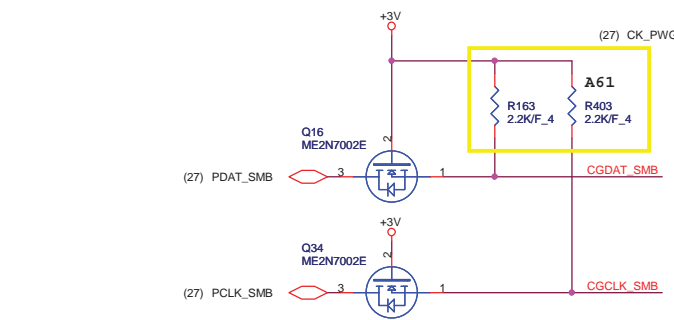 +3V
(27) CK_PWG
A61
R163
2.2K/F_4
R403
2.2K/F_4
Q16
ME2N7002E
2
(27) PDAT_SMB
3
1
CGDAT_SMB
+3V
Q34
ME2N7002E
2
(27) PCLK_SMB
3
1
CGCLK_SMB